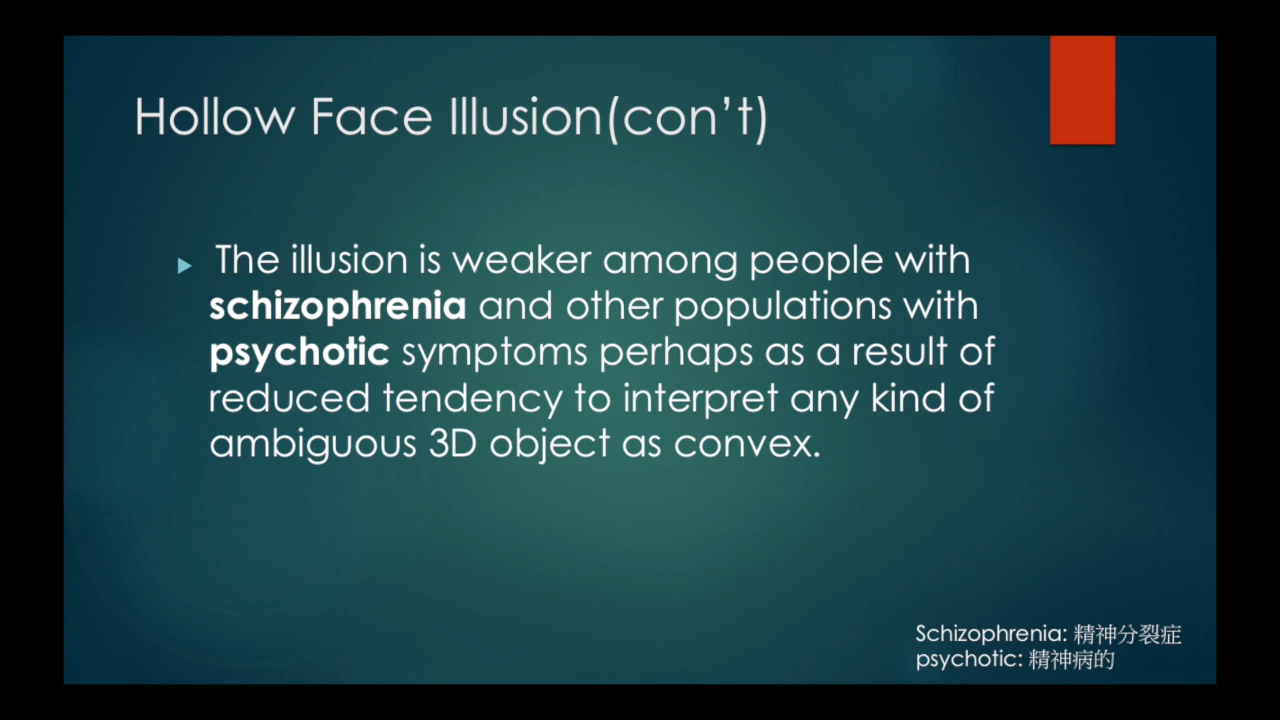 Hollow Face Illusion(con’t)
The illusion is weaker among people with
schizophrenia and other populations with
psychotic symptoms perhaps as a result of
reduced tendency to interpret any kind of
ambiguous 3D object as convex.
Schizophrenia: 精神分裂症
psychotic: 精神病的